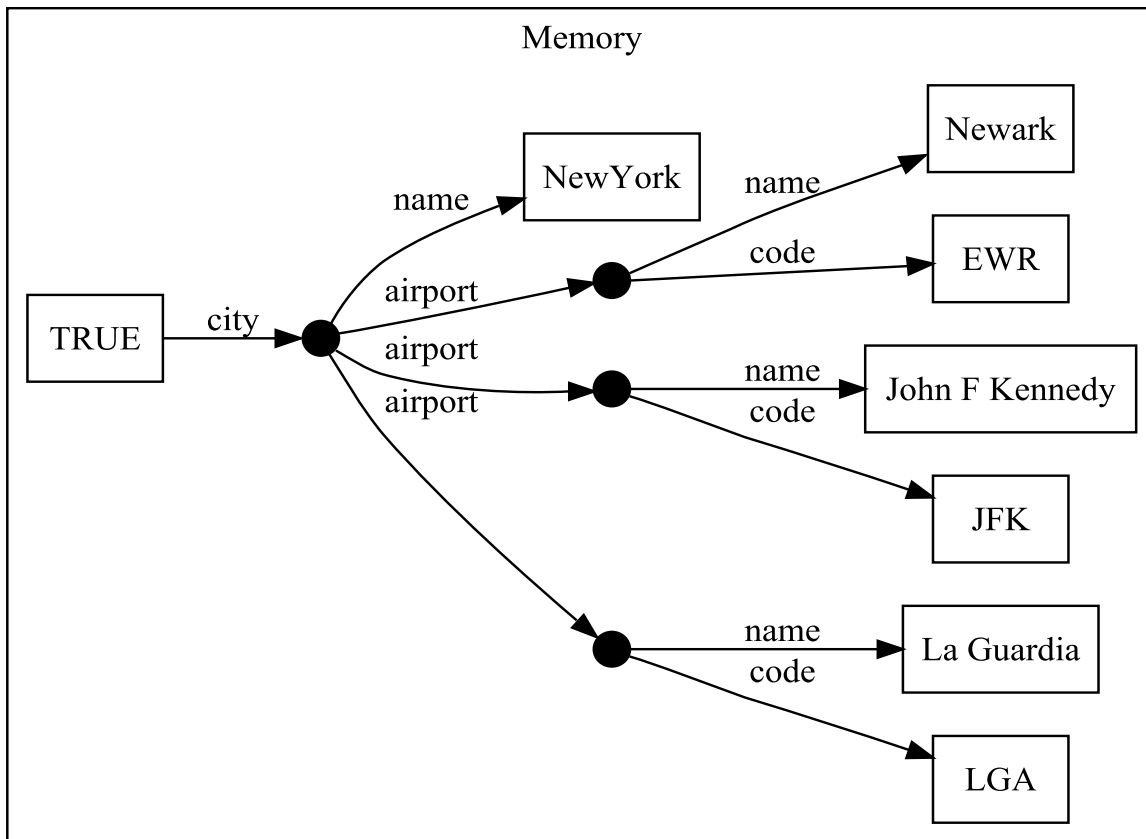 Memory
Newark
NewYork
name
name
code
EWR
airport
city
TRUE
airport
name
John F Kennedy
airport
code
JFK
name
La Guardia
code
LGA